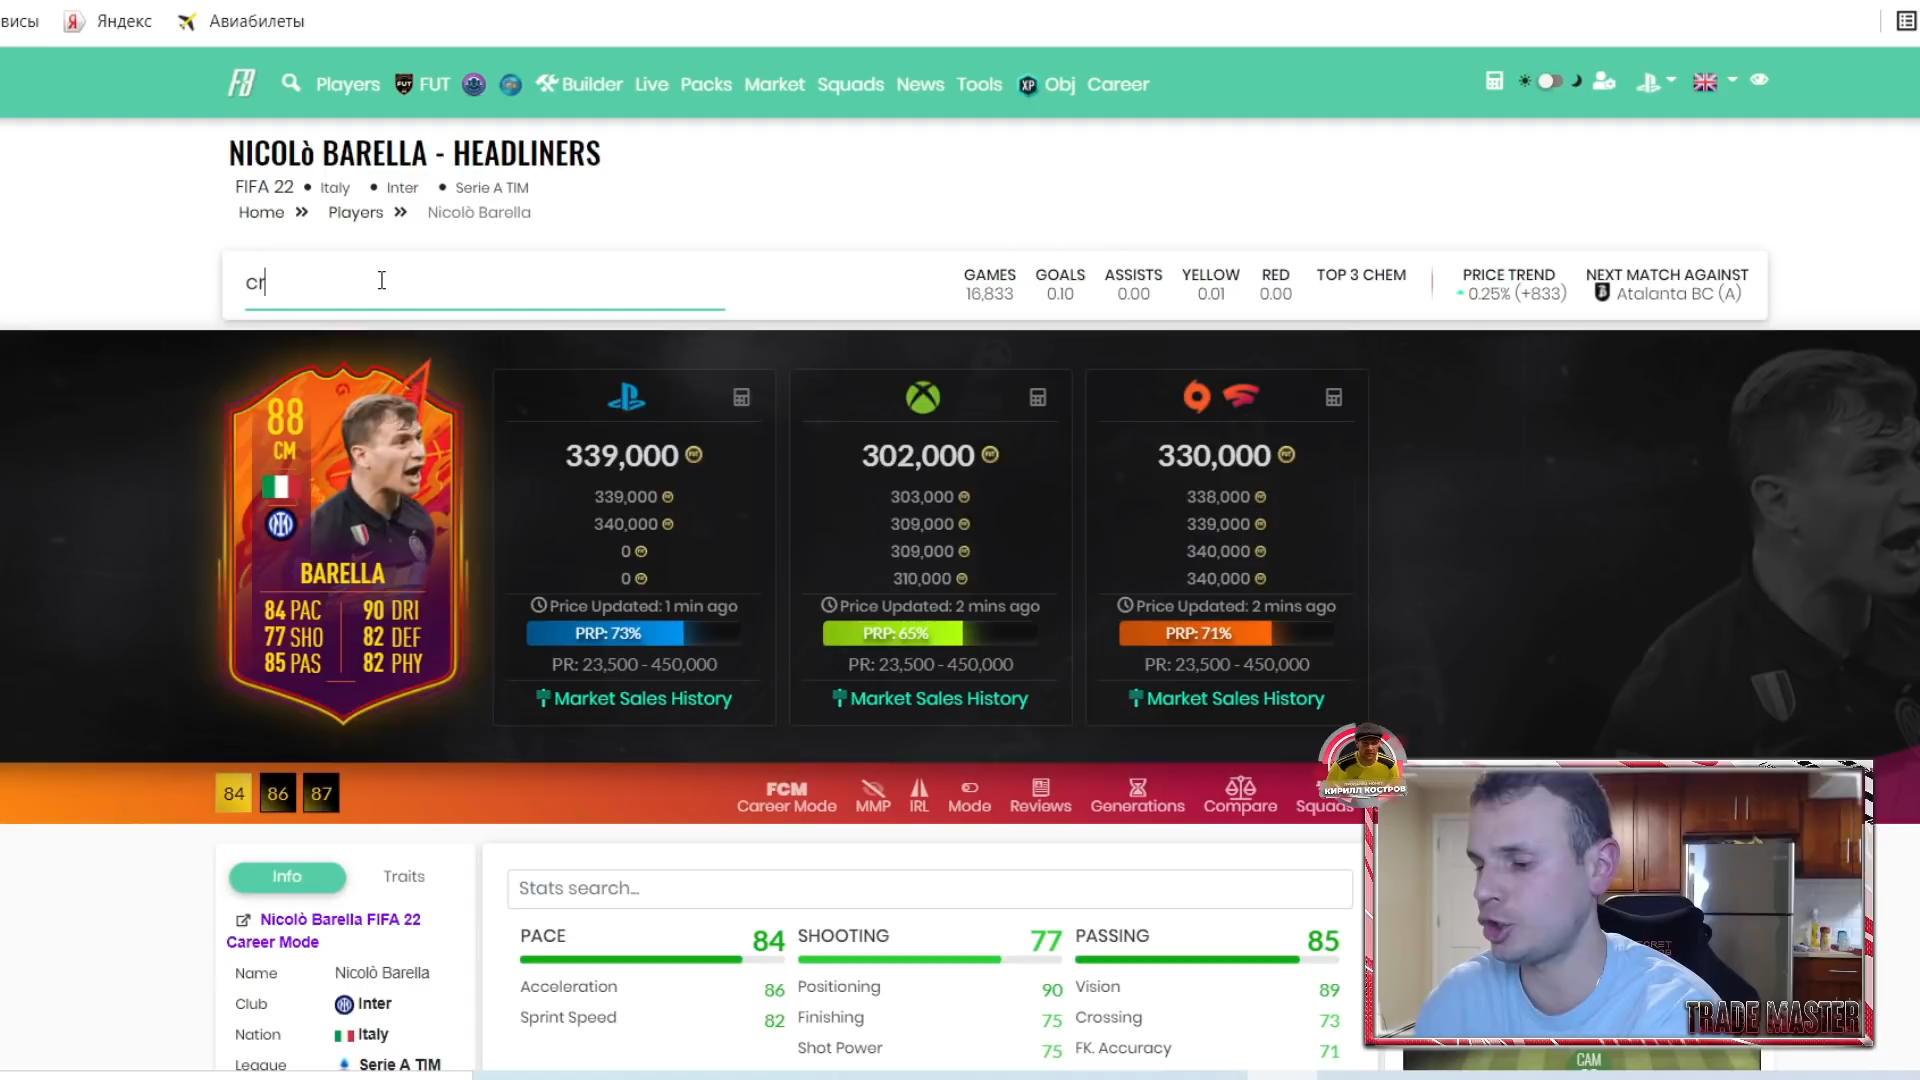 висы Яндекс Авиабилеты
FB Players FUT Builder Live Packs Market Squads News Tools XP Obj Career
NICOLò BARELLA - HEADLINERS
FIFA 22 • Italy • Inter • Serie A TIM
Home » Players » Nicolò Barella
cr
GAMES GOALS ASSISTS YELLOW RED TOP 3 CHEM PRICE TREND NEXT MATCH AGAINST
16,833 0.10 0.00 0.01 0.00 0.25% (+833) Atalanta BC (A)
88
CM
BARELLA
84 PAC 90 DRI
77 SHO 82 DEF
85 PAS 82 PHY
339,000
339,000
340,000
0
0
Price Updated: 1 min ago
PRP: 73%
PR: 23,500 - 450,000
Market Sales History
302,000
303,000
309,000
309,000
310,000
Price Updated: 2 mins ago
PRP: 65%
PR: 23,500 - 450,000
Market Sales History
330,000
338,000
339,000
340,000
340,000
Price Updated: 2 mins ago
PRP: 71%
PR: 23,500 - 450,000
Market Sales History
84 86 87
FCM
Career Mode MMP IRL Mode Reviews Generations Compare Squads
КИРИЛЛ КОСТРОВ
Info Traits
Nicolò Barella FIFA 22
Career Mode
Name Nicolò Barella
Club Inter
Nation Italy
League Serie A TIM
Stats search...
PACE 84
Acceleration 86
Sprint Speed 82
SHOOTING 77
Positioning 90
Finishing 75
Shot Power 75
PASSING 85
Vision 89
Crossing 73
FK. Accuracy 71
TRADE MASTER
CAM